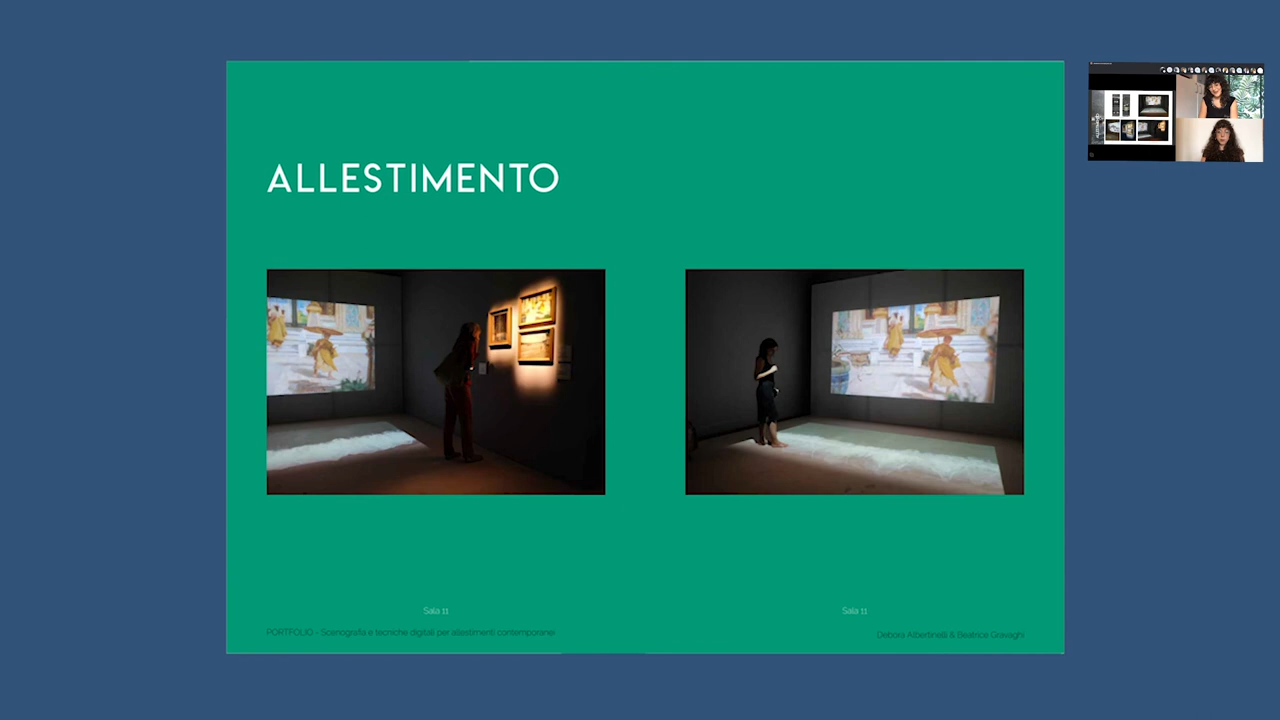 ALLESTIMENTO
Sala 11
Sala 11
PORTFOLIO - Scenografia e tecniche digitali per allestimenti contemporanei
Debora Albertinelli & Beatrice Gravaghi